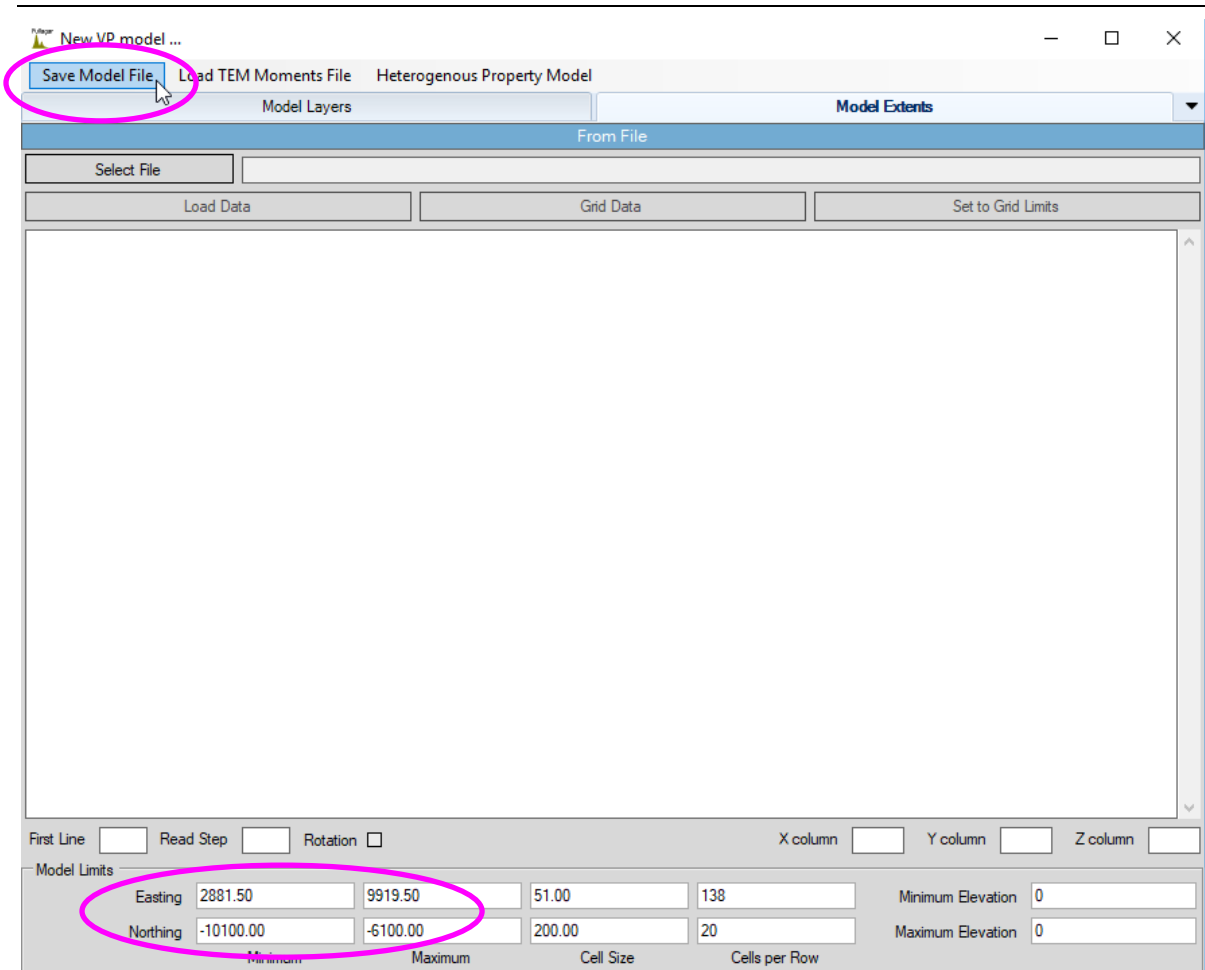 New VP model ...
Save Model File Load TEM Moments File Heterogenous Property Model
Model Layers Model Extents
From File
Select File
Load Data Grid Data Set to Grid Limits
First Line Read Step Rotation X column Y column Z column
Model Limits
Easting 2881.50 9919.50 51.00 138 Minimum Elevation 0
Northing -10100.00 -6100.00 200.00 20 Maximum Elevation 0
Minimum Maximum Cell Size Cells per Row